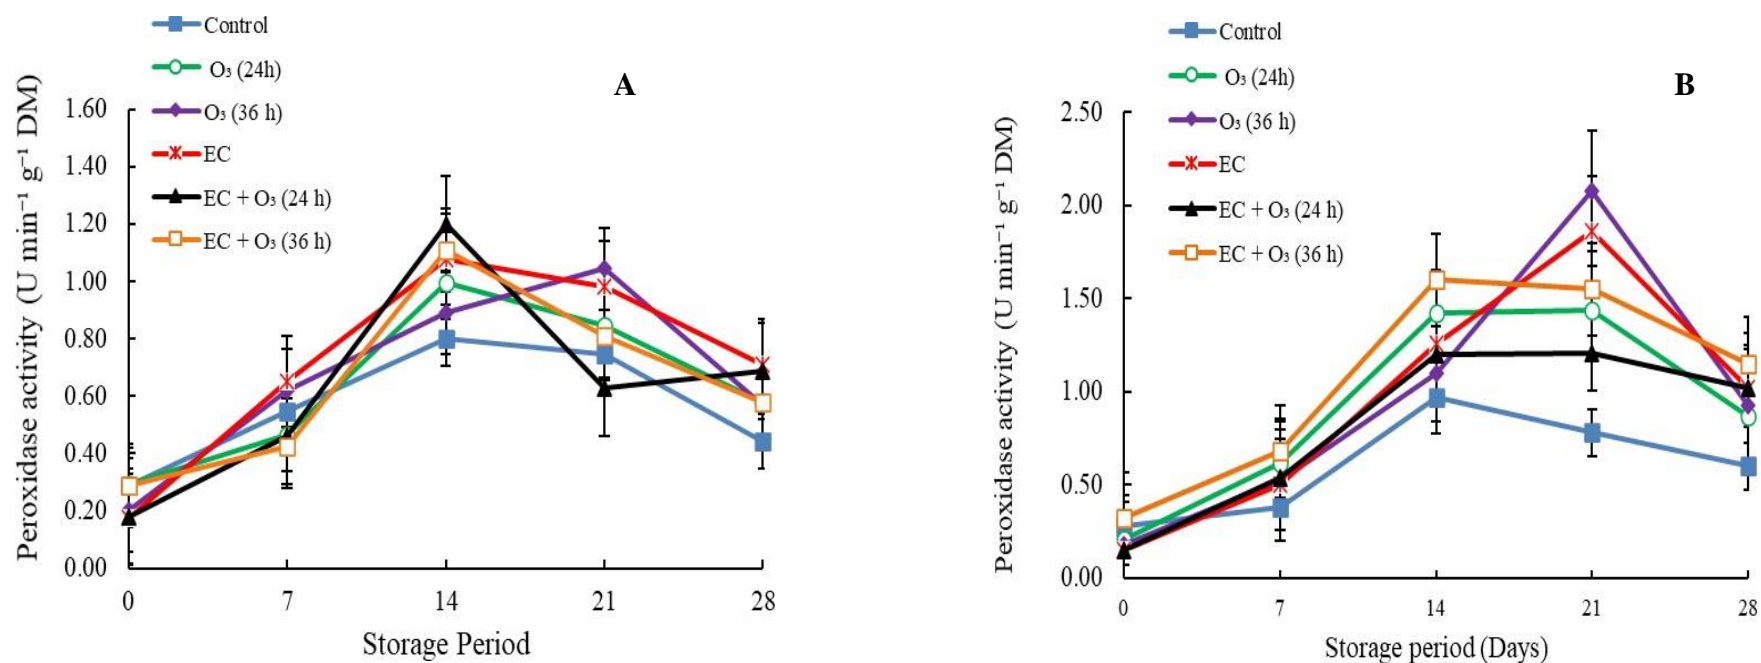 A
Control
O₃ (24h)
O₃ (36 h)
EC
EC + O₃ (24 h)
EC + O₃ (36 h)
Peroxidase activity (U min⁻¹ g⁻¹ DM)
1.60
1.40
1.20
1.00
0.80
0.60
0.40
0.20
0.00
0 7 14 21 28
Storage Period
B
Control
O₃ (24h)
O₃ (36 h)
EC
EC + O₃ (24 h)
EC + O₃ (36 h)
Peroxidase activity (U min⁻¹ g⁻¹ DM)
2.50
2.00
1.50
1.00
0.50
0.00
0 7 14 21 28
Storage period (Days)